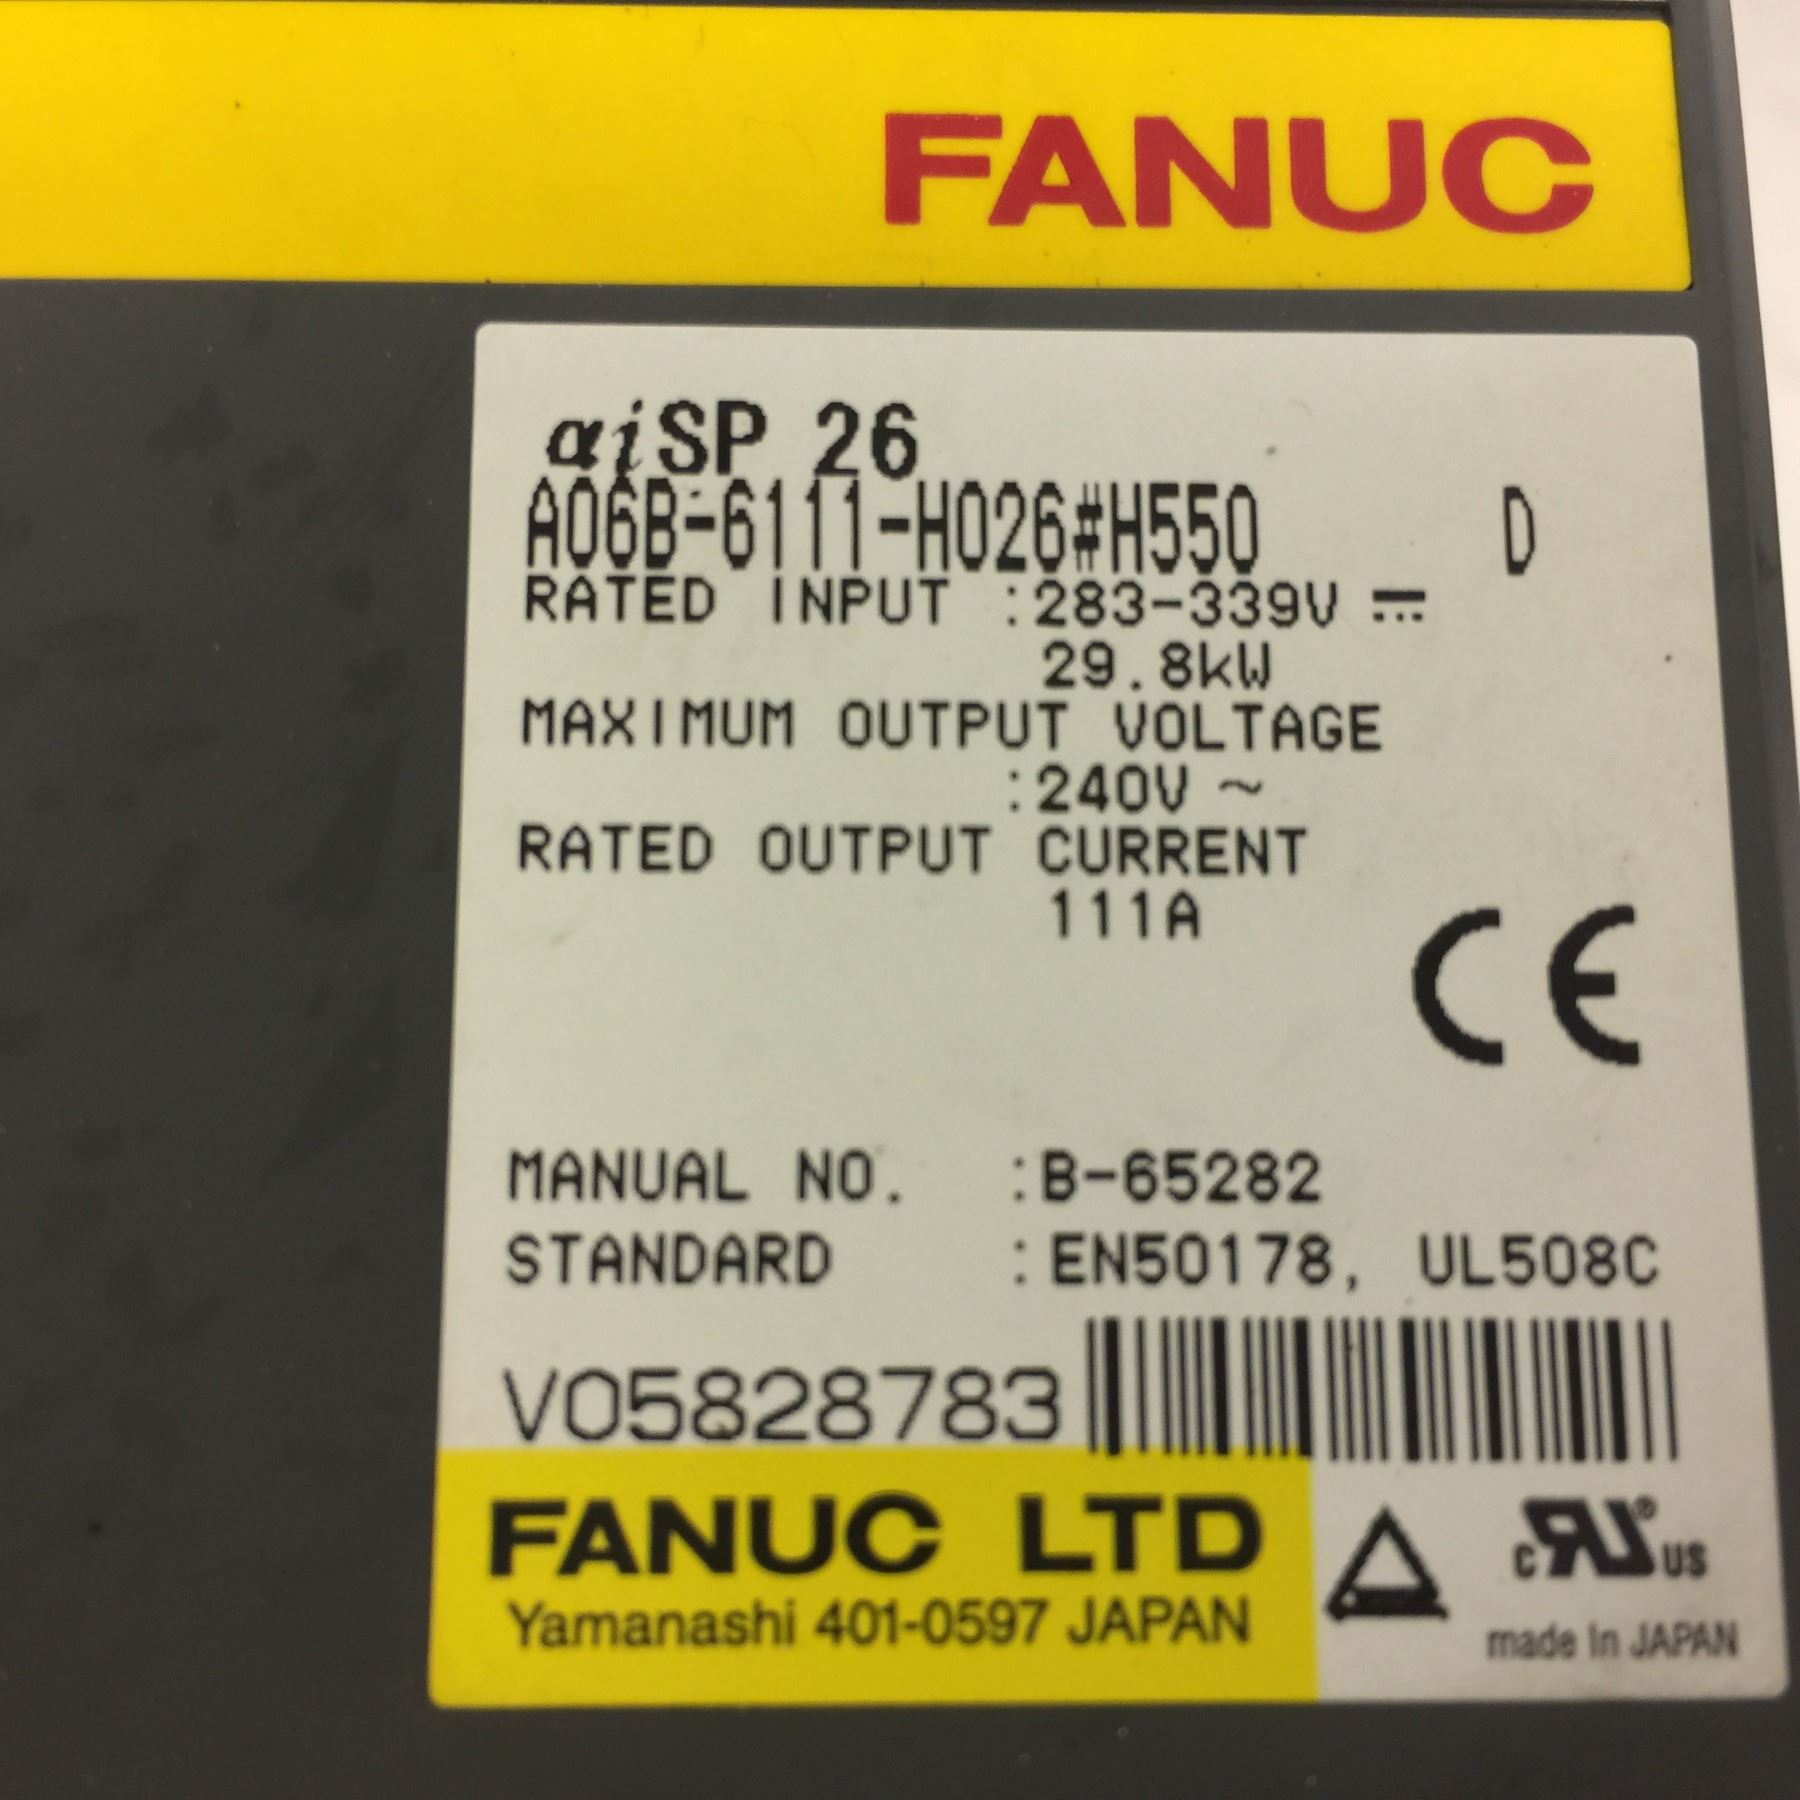 FANUC
αiSP 26
A06B-6111-H026#H550 D
RATED INPUT :283-339V ⎓
29.8kW
MAXIMUM OUTPUT VOLTAGE
:240V ~
RATED OUTPUT CURRENT
111A
CE
MANUAL NO. :B-65282
STANDARD :EN50178, UL508C
V05828783
FANUC LTD
Yamanashi 401-0597 JAPAN
c RU ® US
made in JAPAN